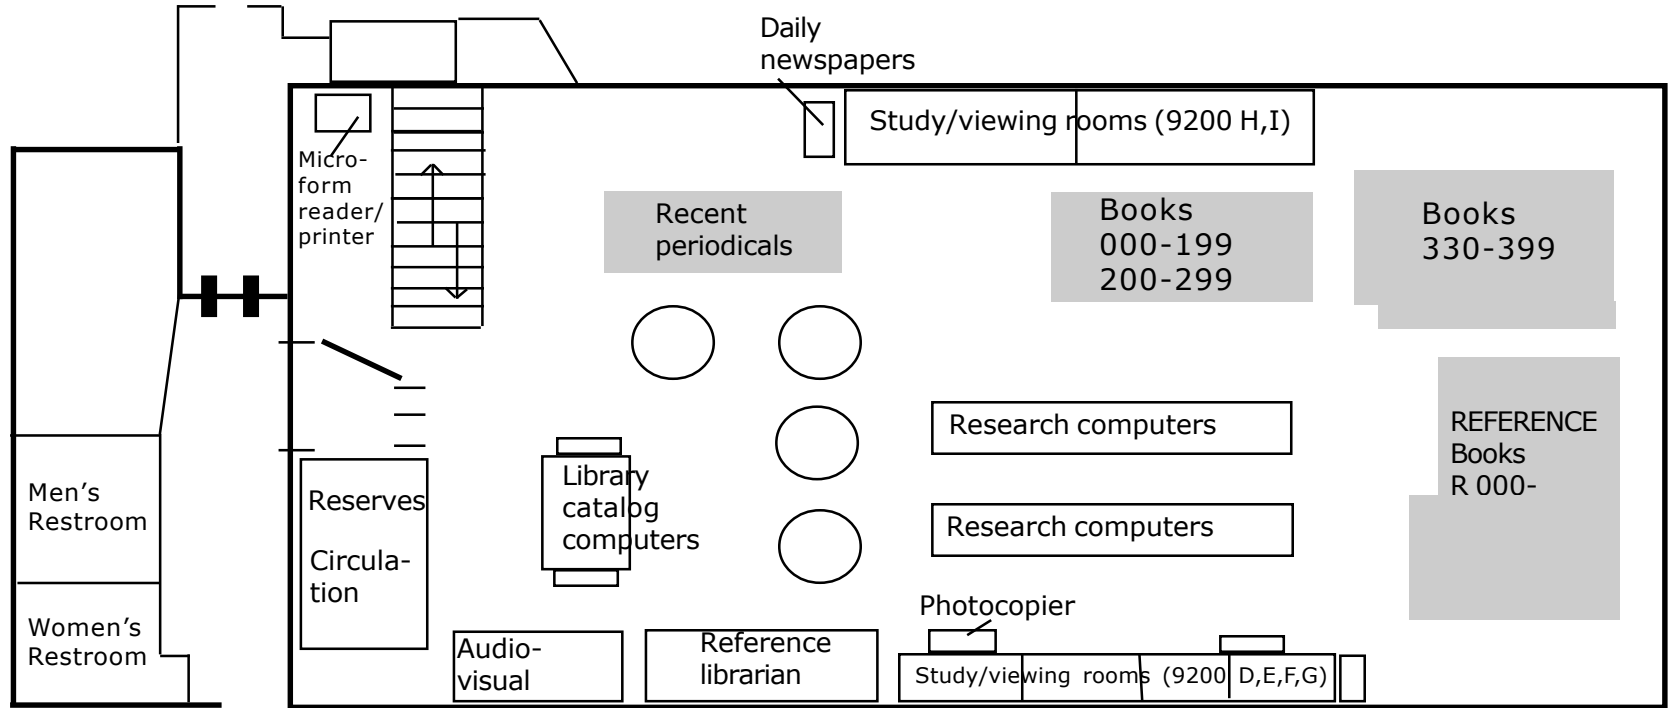 Daily
newspapers
Study/viewing rooms (9200 H,I)
Micro-
form
reader/
printer
Recent
periodicals
Books
000-199
200-299
Books
330-399
REFERENCE
Books
R 000-
Research computers
Research computers
Library
catalog
computers
Men's
Restroom
Reserves
Circula-
tion
Women's
Restroom
Audio-
visual
Reference
librarian
Photocopier
Study/viewing rooms (9200 D,E,F,G)